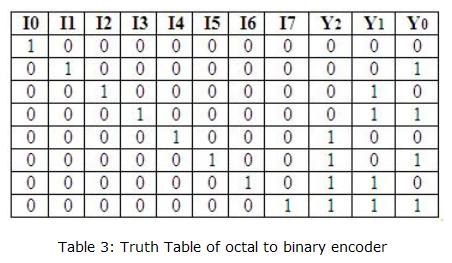 I0 I1 I2 I3 I4 I5 I6 I7 Y2 Y1 Y0
1 0 0 0 0 0 0 0 0 0 0
0 1 0 0 0 0 0 0 0 0 1
0 0 1 0 0 0 0 0 0 1 0
0 0 0 1 0 0 0 0 0 1 1
0 0 0 0 1 0 0 0 1 0 0
0 0 0 0 0 1 0 0 1 0 1
0 0 0 0 0 0 1 0 1 1 0
0 0 0 0 0 0 0 1 1 1 1
Table 3: Truth Table of octal to binary encoder